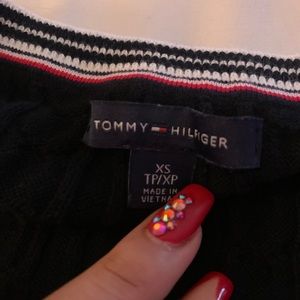 TOMMY HILFIGER
XS
TP/XP
MADE IN
VIETNAM